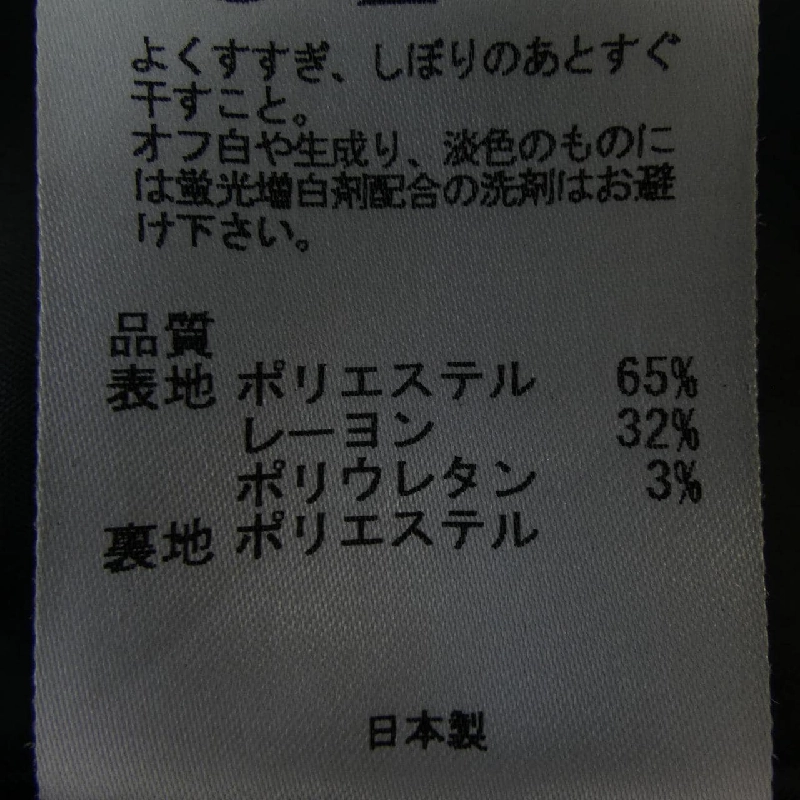 よくすすぎ、しぼりのあとすぐ
干すこと。
オフ白や生成り、淡色のものに
は蛍光増白剤配合の洗剤はお避
け下さい。
品質
表地 ポリエステル 65%
レーヨン 32%
ポリウレタン 3%
裏地 ポリエステル
日本製